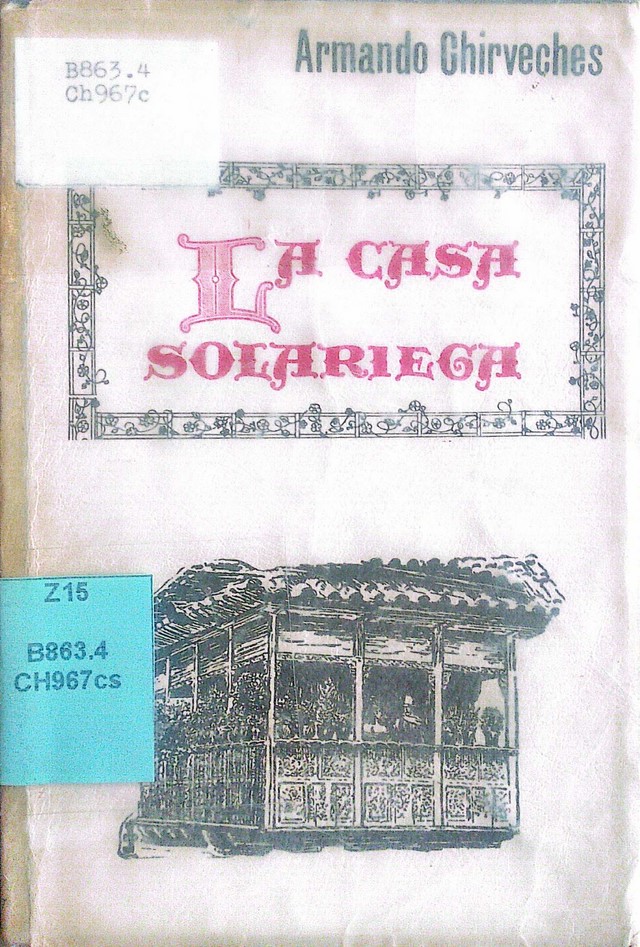 Armando Chirveches
B863.4
Ch967c
LA CASA
SOLARIEGA
Z15
B863.4
CH967cs